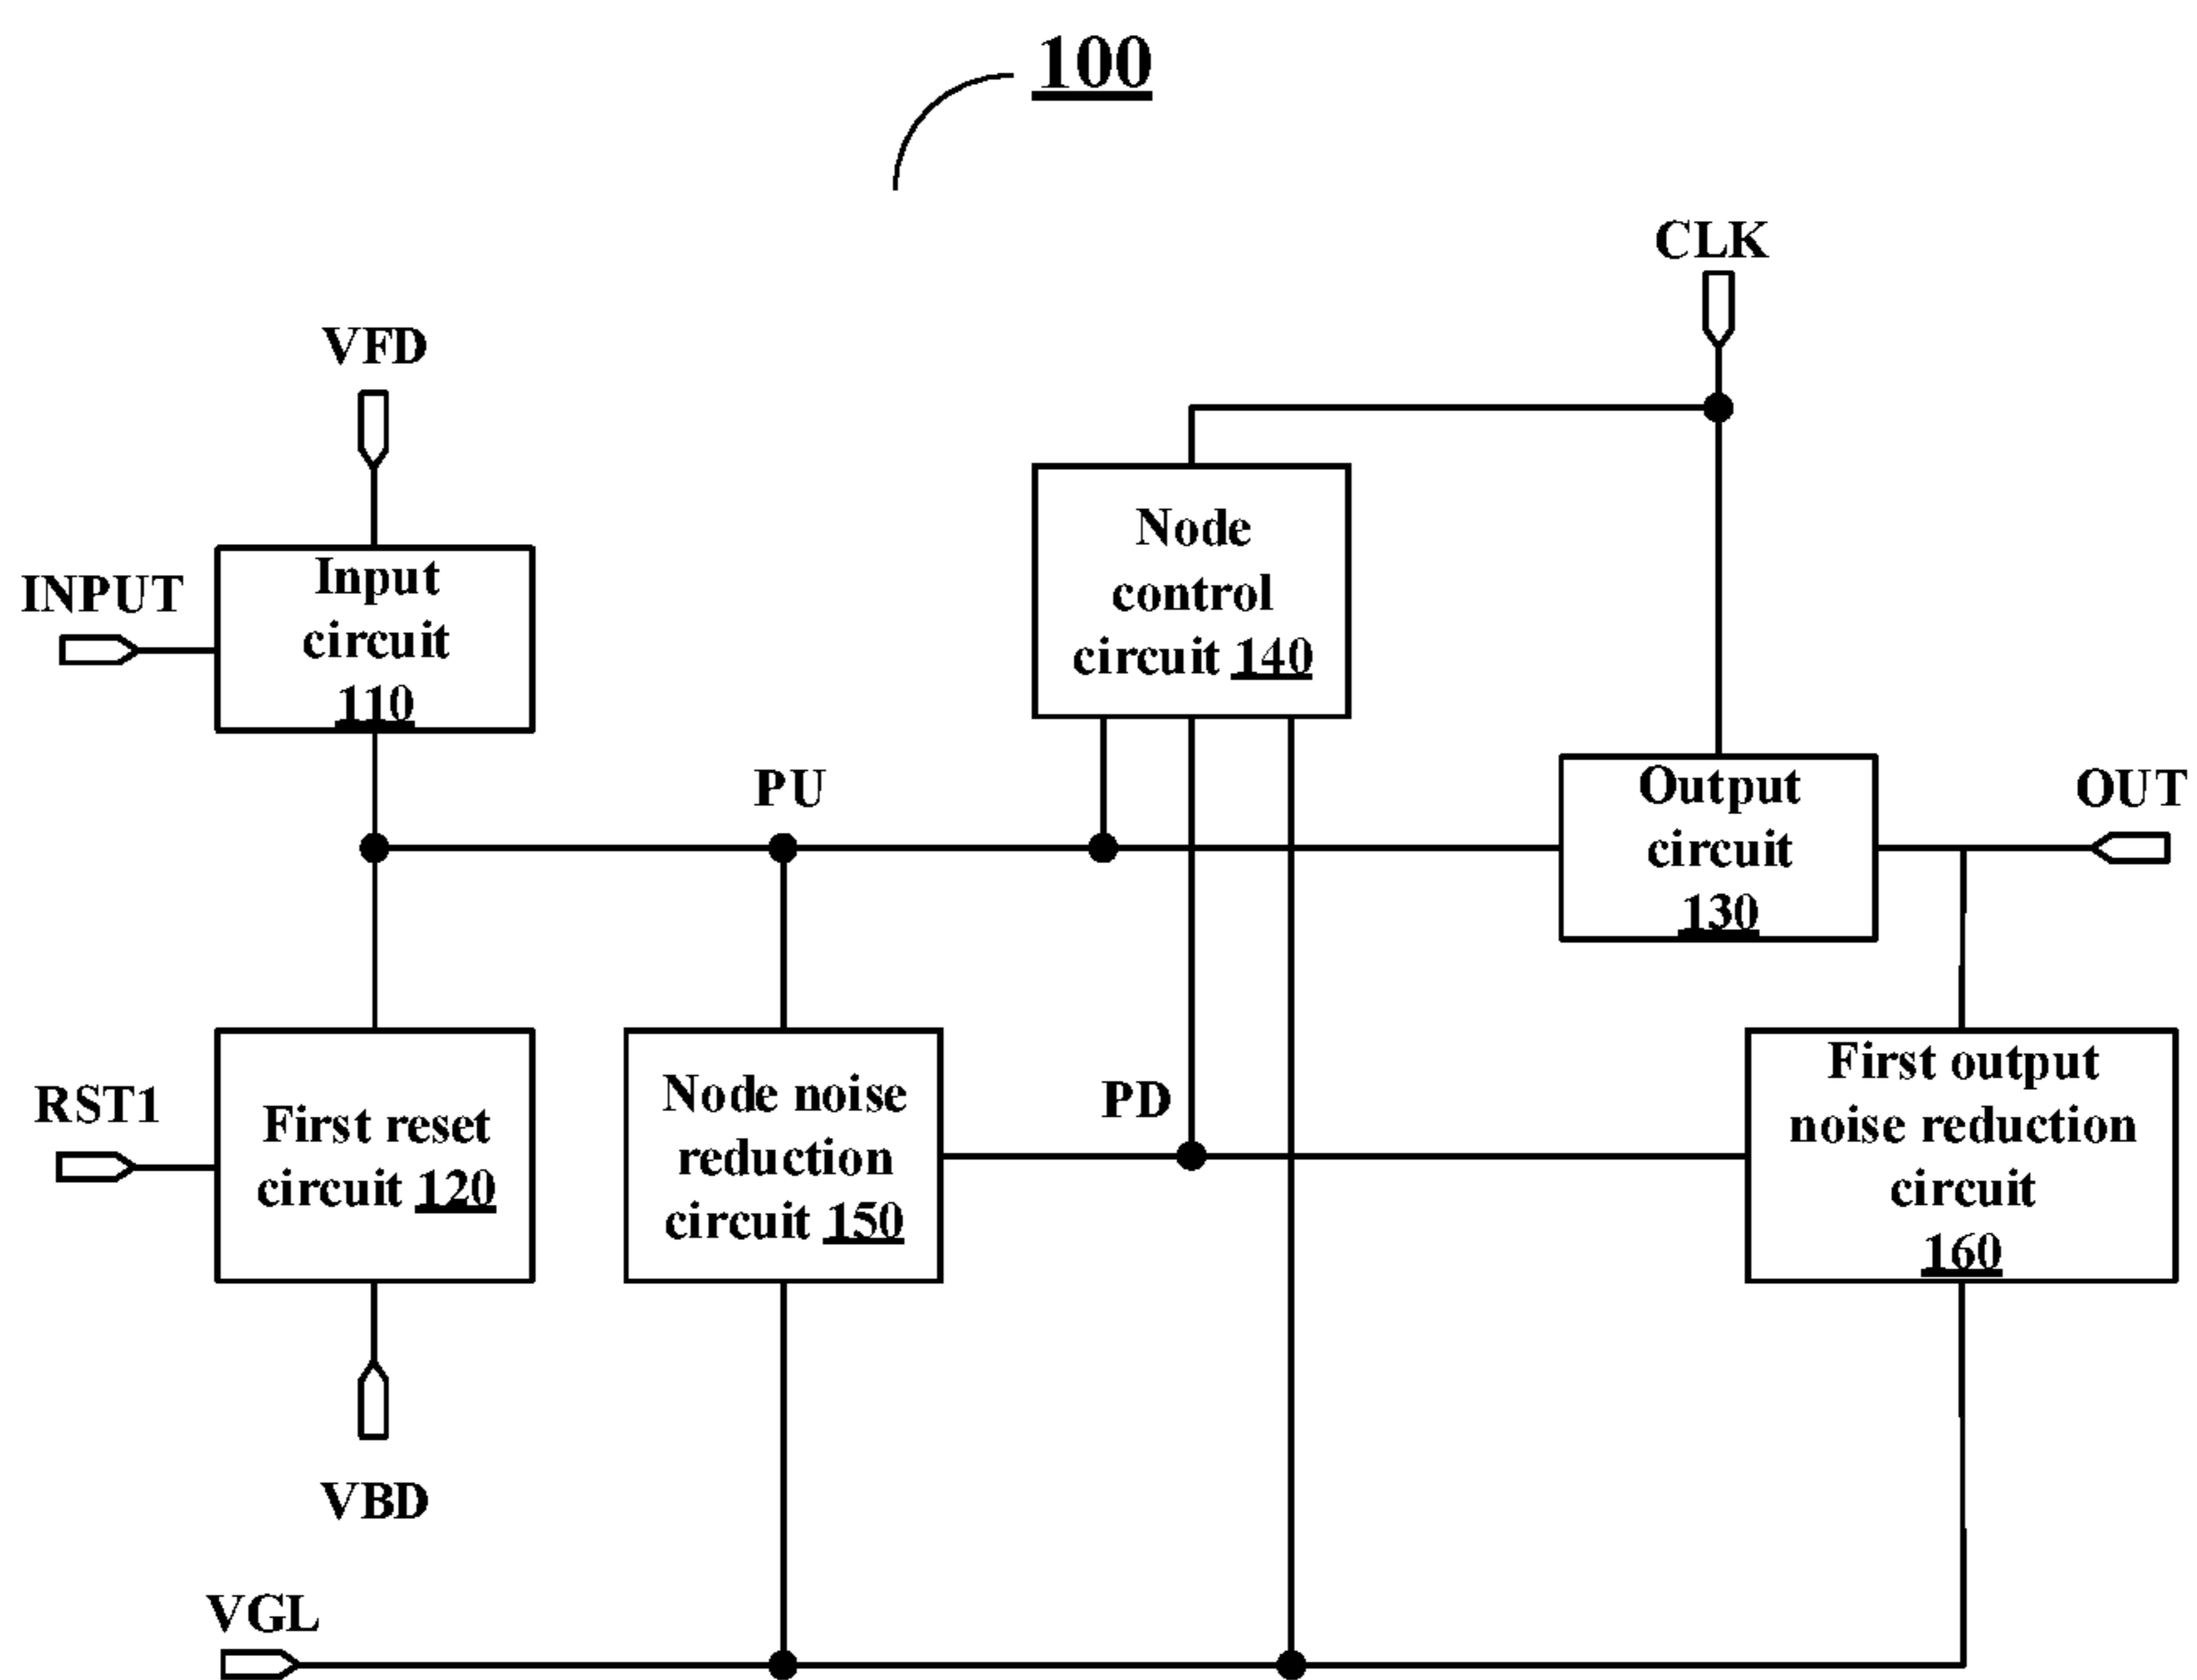 100
CLK
VFD
INPUT
Input
circuit
110
Node
control
circuit 140
PU
Output
circuit
130
OUT
RST1
First reset
circuit 120
Node noise
reduction
circuit 150
PD
First output
noise reduction
circuit
160
VBD
VGL